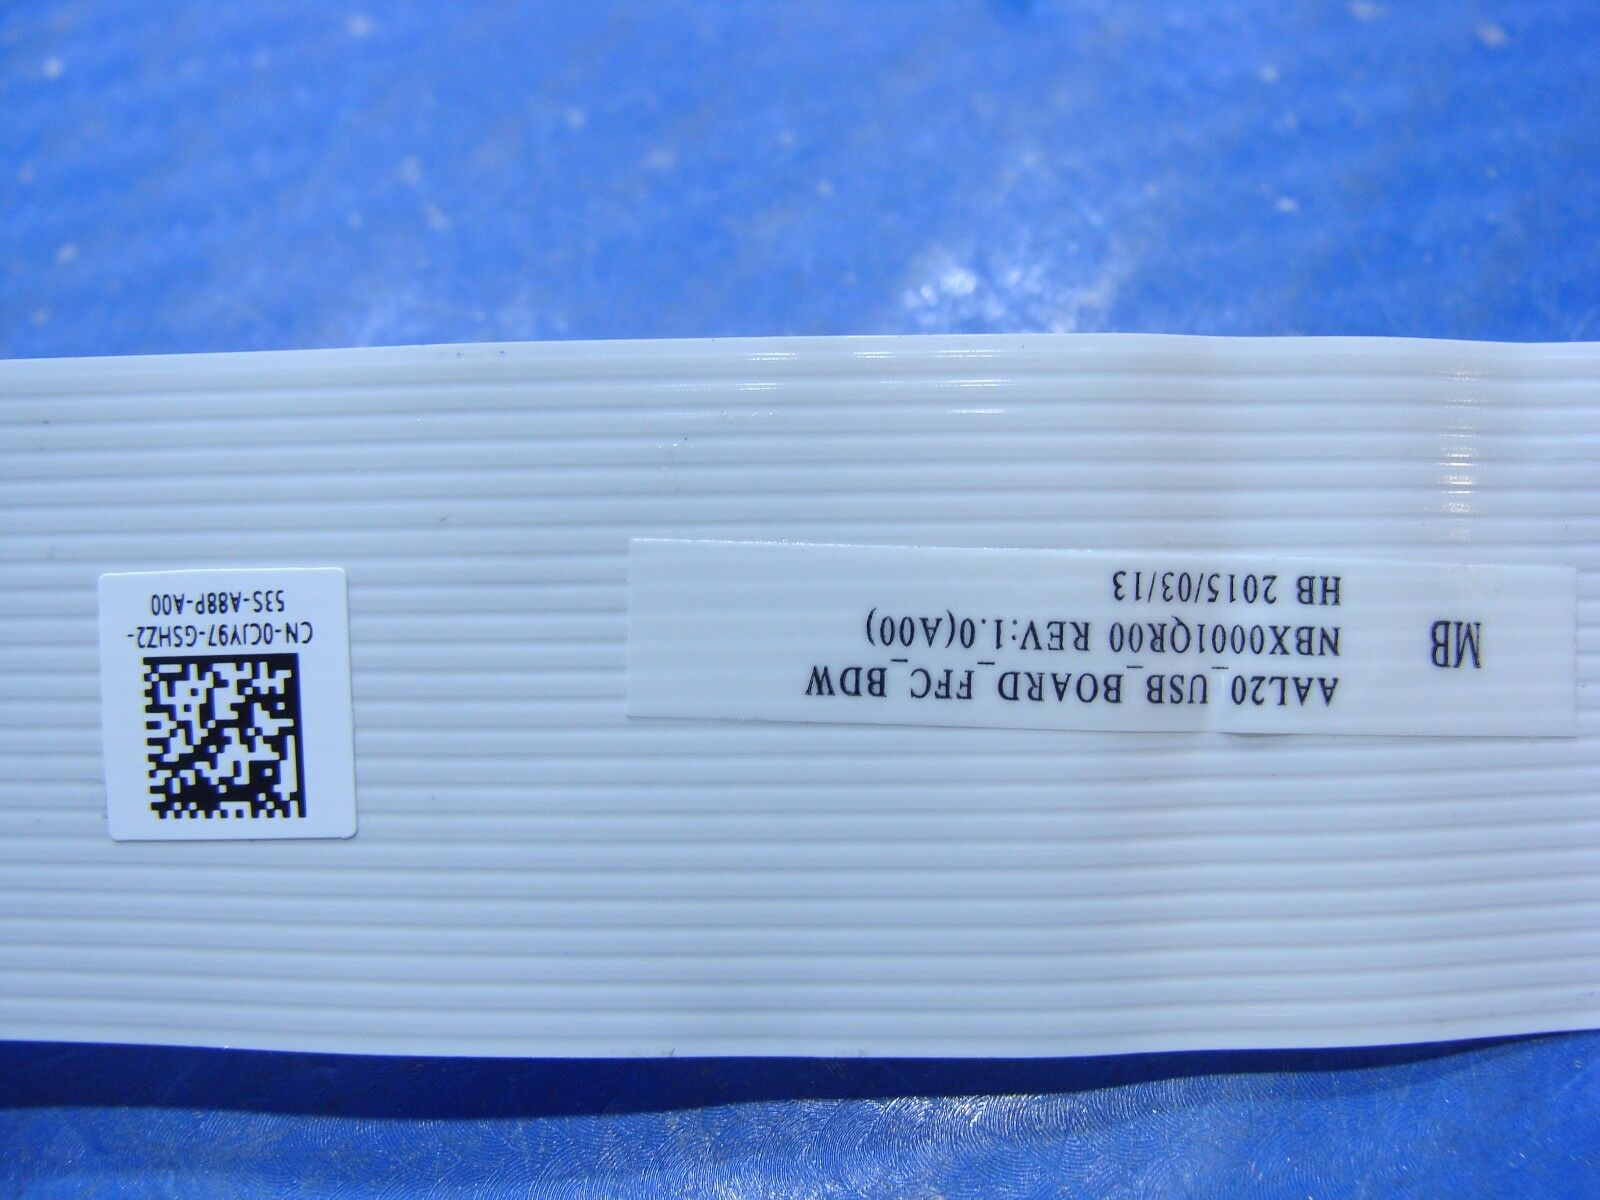 MB
AAL20_USB_BOARD_FFC_BDW
NBX0001QR00 REV:1.0(A00)
HB 2015/03/13
CN-0CJY97-GSHZ2-
53S-A88P-A00